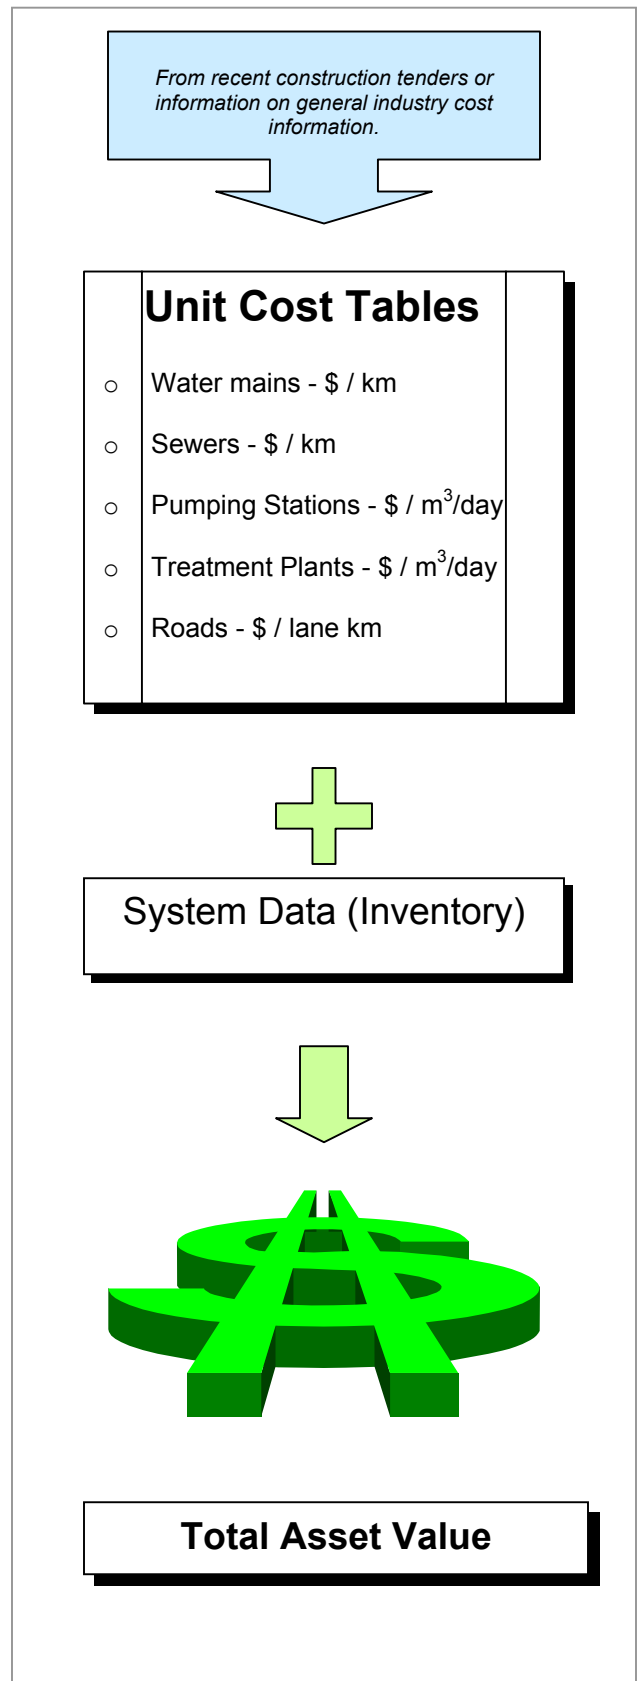 From recent construction tenders or
information on general industry cost
information.
Unit Cost Tables
o Water mains - $ / km
o Sewers - $ / km
o Pumping Stations - $ / m³/day
o Treatment Plants - $ / m³/day
o Roads - $ / lane km
System Data (Inventory)
$
Total Asset Value